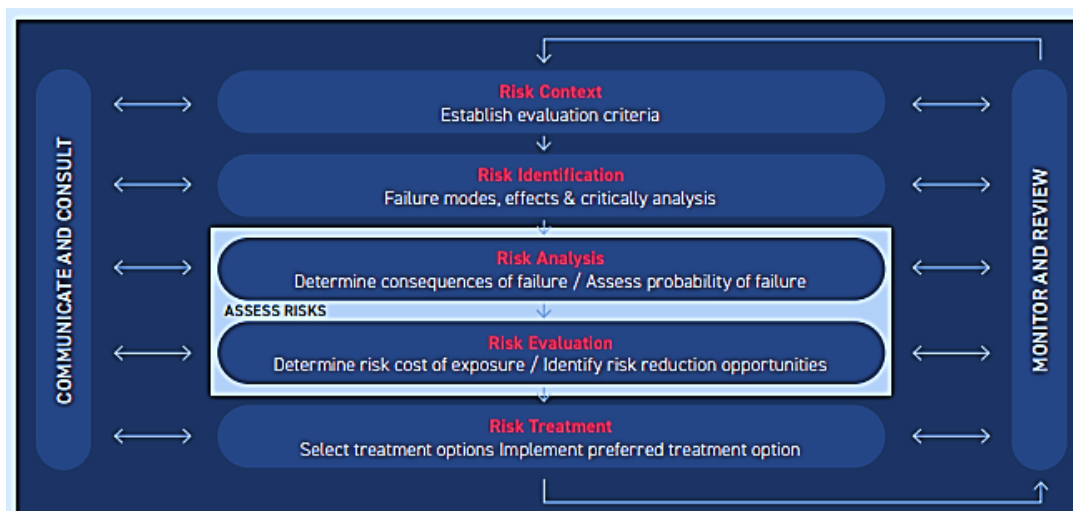 Risk Context
Establish evaluation criteria
Risk Identification
Failure modes, effects & critically analysis
Risk Analysis
Determine consequences of failure / Assess probability of failure
ASSESS RISKS
Risk Evaluation
Determine risk cost of exposure / Identify risk reduction opportunities
Risk Treatment
Select treatment options Implement preferred treatment option
COMMUNICATE AND CONSULT
MONITOR AND REVIEW